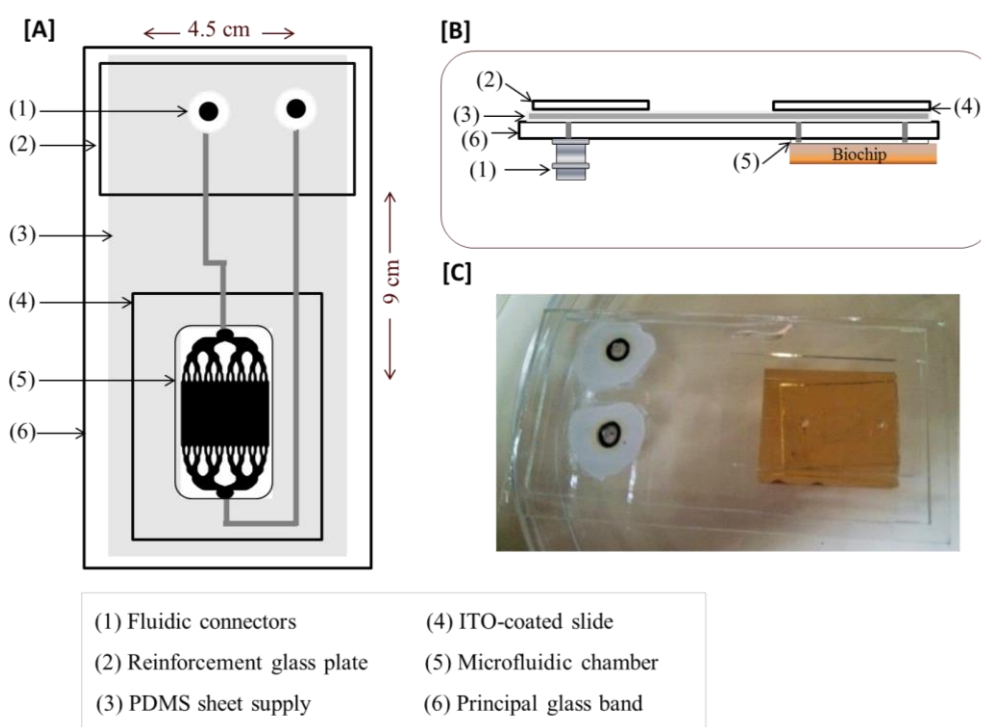 [A]
4.5 cm
(1)
(2)
(3)
(4)
(5)
(6)
9 cm
[B]
(2)
(3)
(6)
(1)
(4)
(5)
Biochip
[C]
(1) Fluidic connectors
(2) Reinforcement glass plate
(3) PDMS sheet supply
(4) ITO-coated slide
(5) Microfluidic chamber
(6) Principal glass band